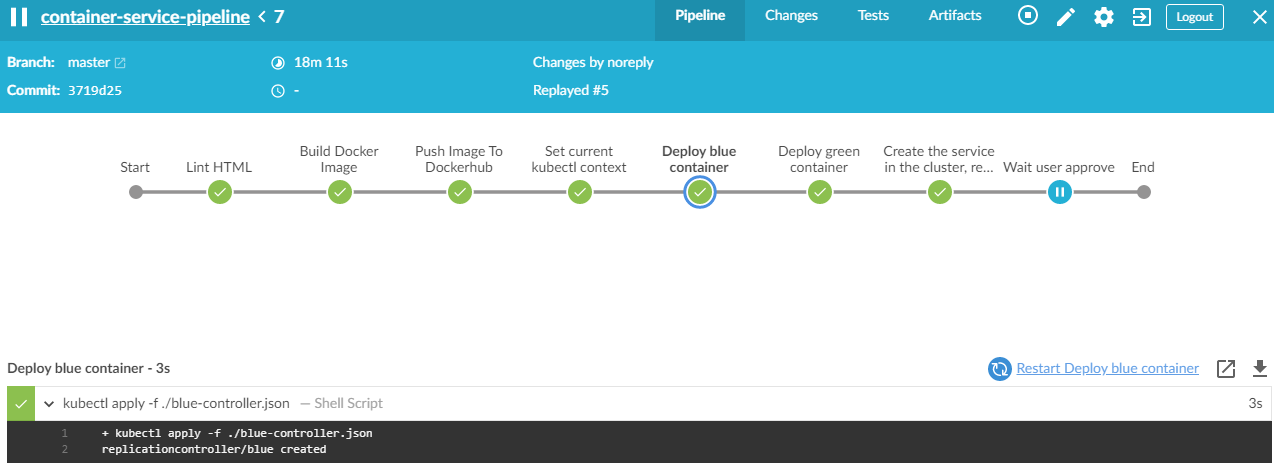 container-service-pipeline < 7 Pipeline Changes Tests Artifacts Logout
Branch: master 18m 11s Changes by noreply
Commit: 3719d25 - Replayed #5
Start
Lint HTML
Build Docker
Image
Push Image To
Dockerhub
Set current
kubectl context
Deploy blue
container
Deploy green
container
Create the service
in the cluster, re...
Wait user approve
End
Deploy blue container - 3s Restart Deploy blue container
kubectl apply -f ./blue-controller.json — Shell Script 3s
1 + kubectl apply -f ./blue-controller.json
2 replicationcontroller/blue created